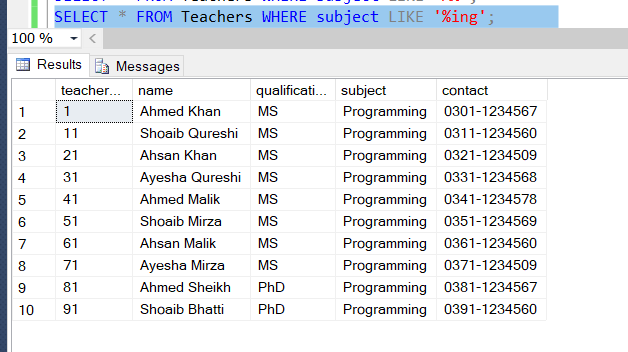 SELECT * FROM Teachers WHERE subject LIKE '%ing';
100 %
Results Messages
teacher... name qualificati... subject contact
1 1 Ahmed Khan MS Programming 0301-1234567
2 11 Shoaib Qureshi MS Programming 0311-1234560
3 21 Ahsan Khan MS Programming 0321-1234509
4 31 Ayesha Qureshi MS Programming 0331-1234568
5 41 Ahmed Malik MS Programming 0341-1234578
6 51 Shoaib Mirza MS Programming 0351-1234569
7 61 Ahsan Malik MS Programming 0361-1234560
8 71 Ayesha Mirza MS Programming 0371-1234509
9 81 Ahmed Sheikh PhD Programming 0381-1234567
10 91 Shoaib Bhatti PhD Programming 0391-1234560